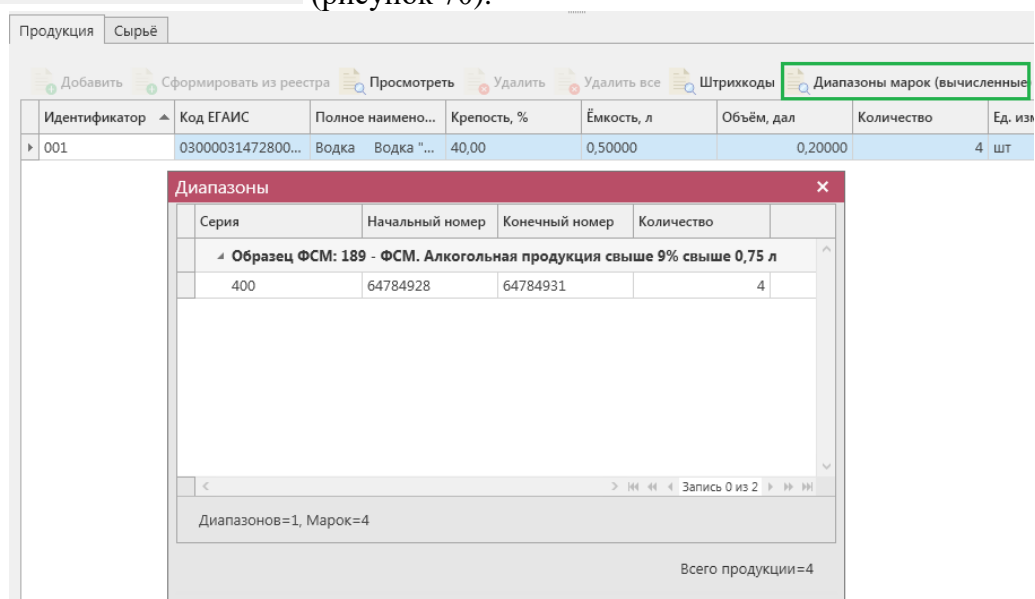 (рисунок 70).
Продукция Сырьё
Добавить Сформировать из реестра Просмотреть Удалить Удалить все Штрихкоды Диапазоны марок (вычисленные)
Идентификатор Код ЕГАИС Полное наимено... Крепость, % Ёмкость, л Объём, дал Количество Ед. изм
001 03000031472800... Водка Водка "... 40,00 0,50000 0,20000 4 шт
Диапазоны
Серия Начальный номер Конечный номер Количество
Образец ФСМ: 189 - ФСМ. Алкогольная продукция свыше 9% свыше 0,75 л
400 64784928 64784931 4
Запись 0 из 2
Диапазонов=1, Марок=4
Всего продукции=4